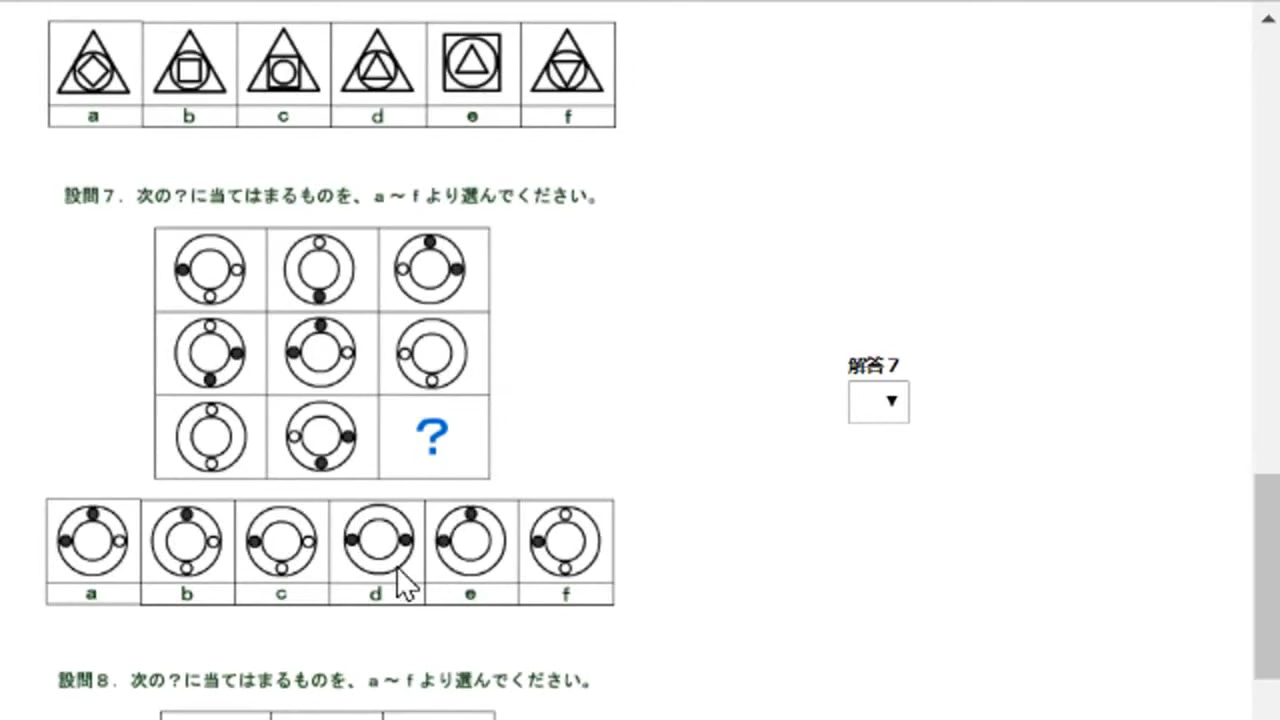 a b c d e f
設問7．次の？に当てはまるものを、a～fより選んでください。
解答7
?
a b c d e f
設問8．次の？に当てはまるものを、a～fより選んでください。